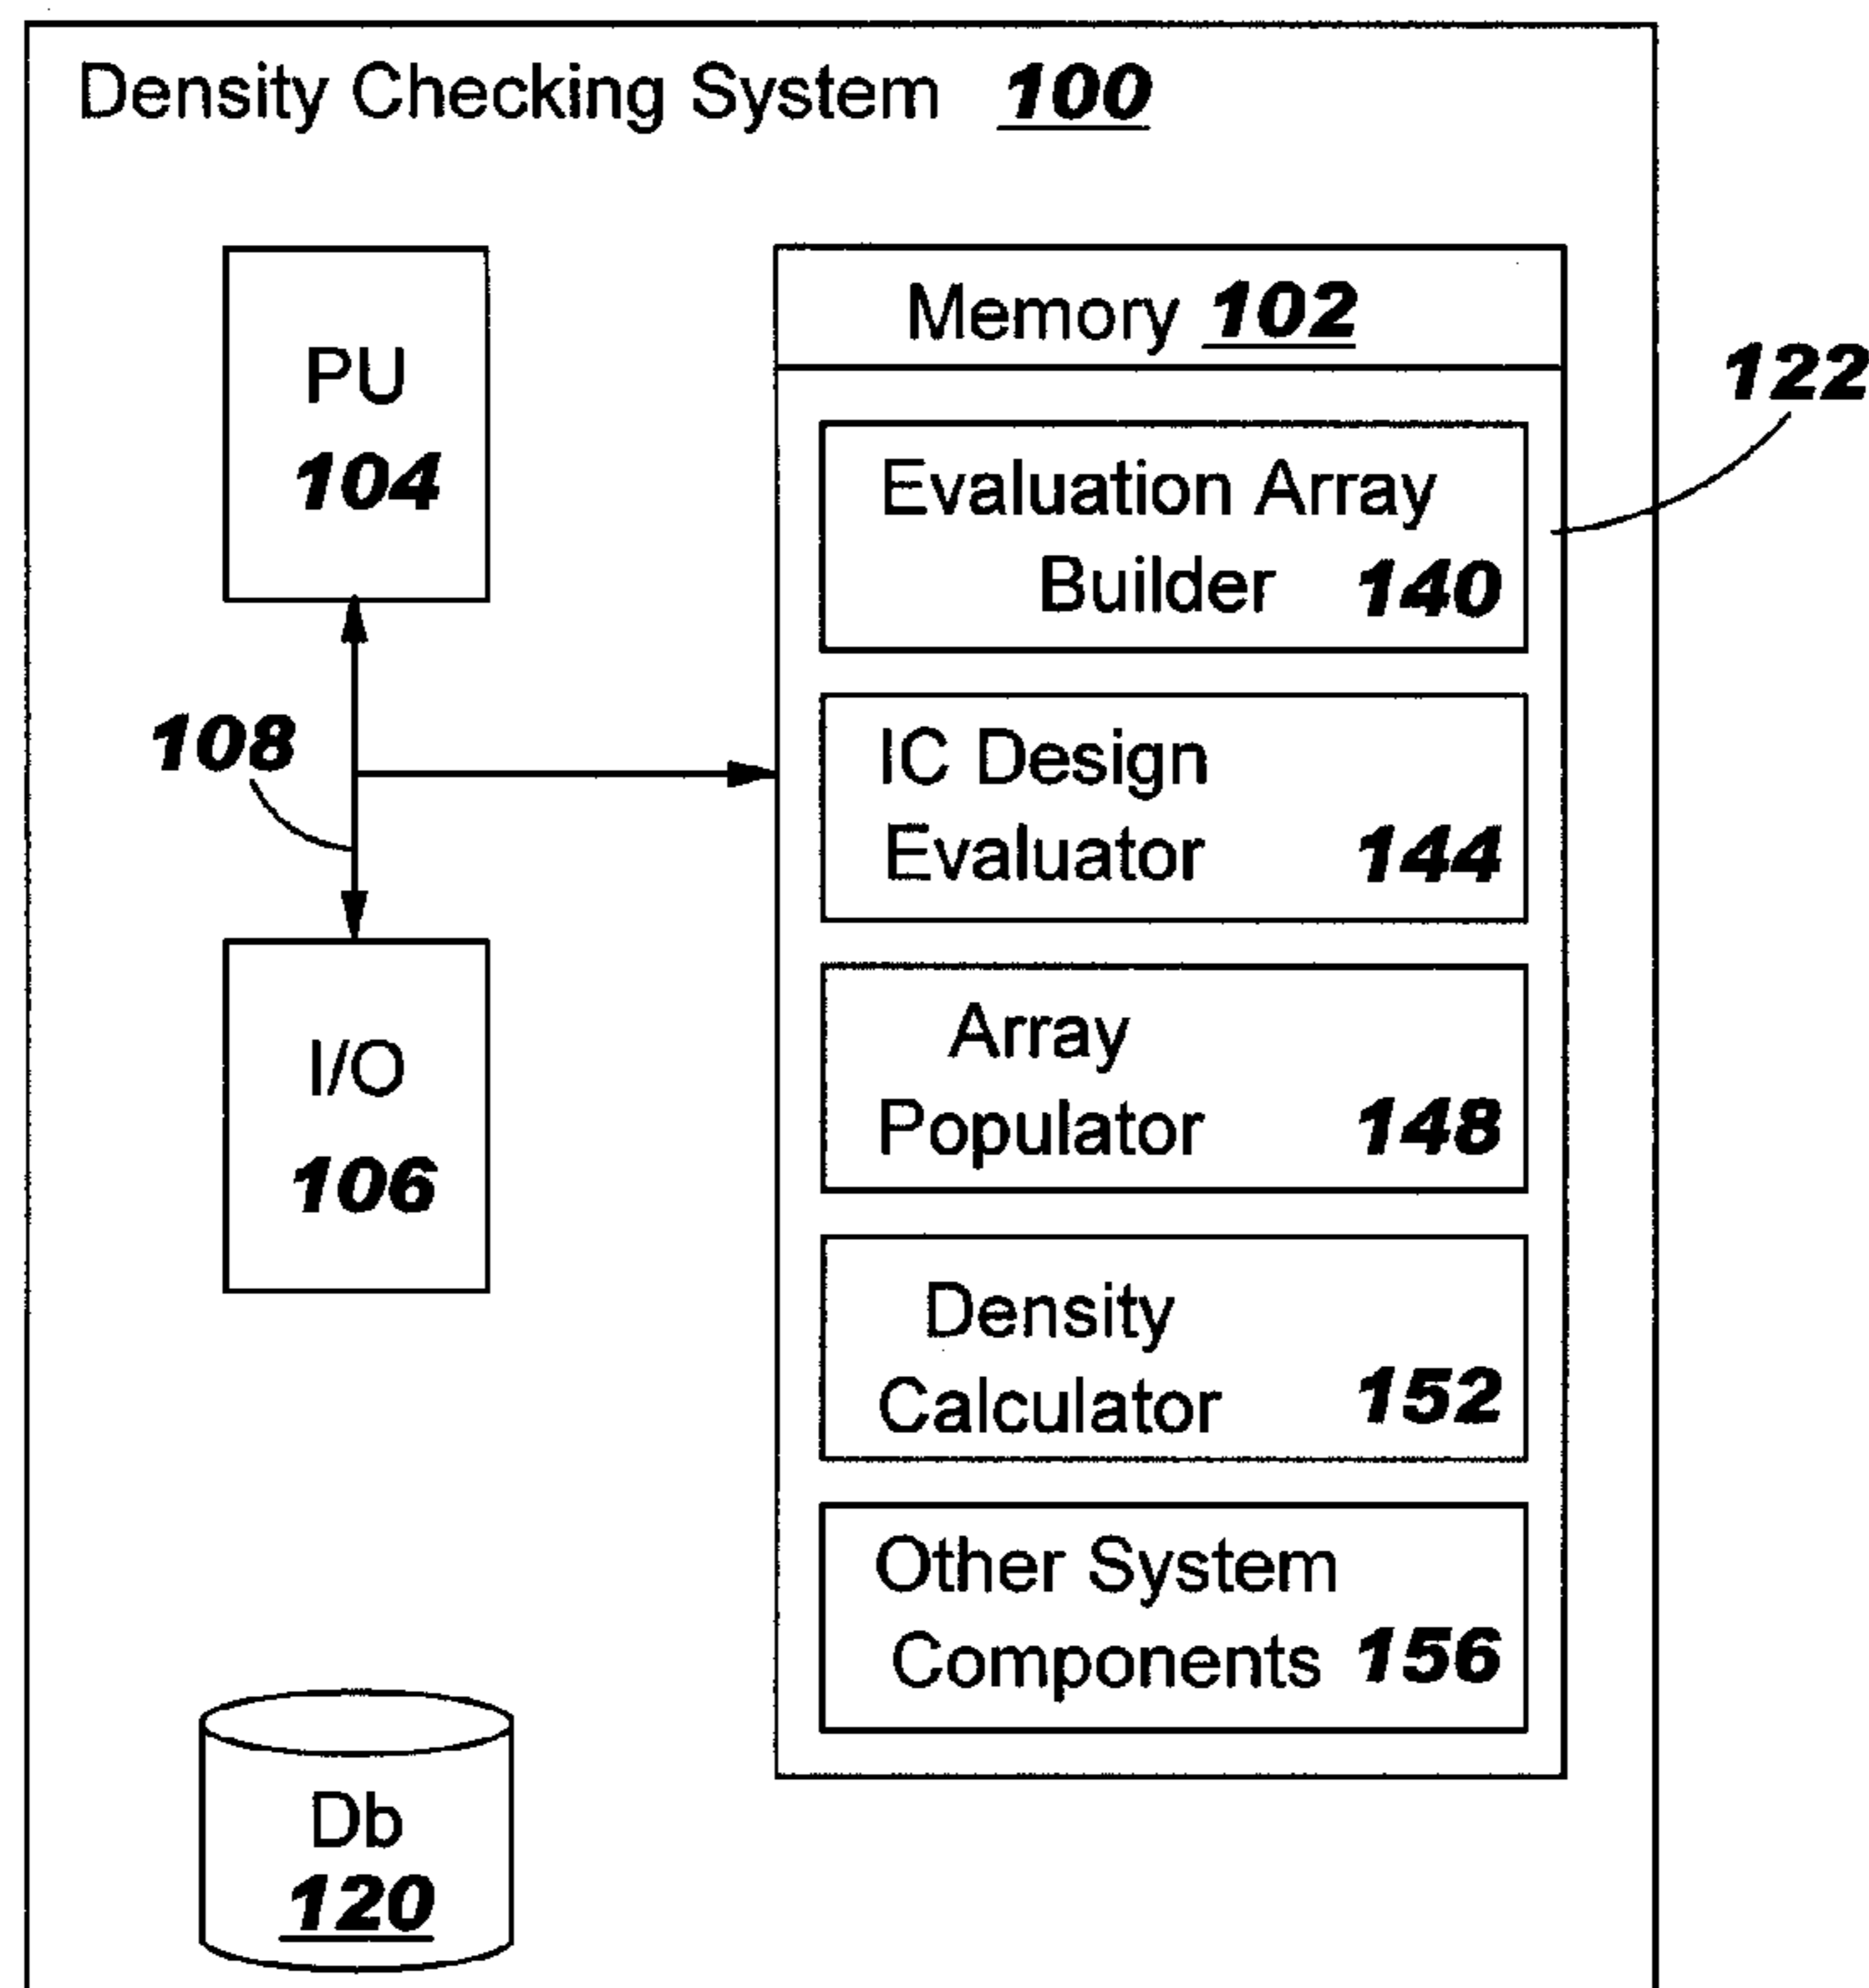 Density Checking System 100
PU
104
Memory 102
122
Evaluation Array
Builder 140
108
IC Design
Evaluator 144
I/O
106
Array
Populator 148
Density
Calculator 152
Other System
Components 156
Db
120